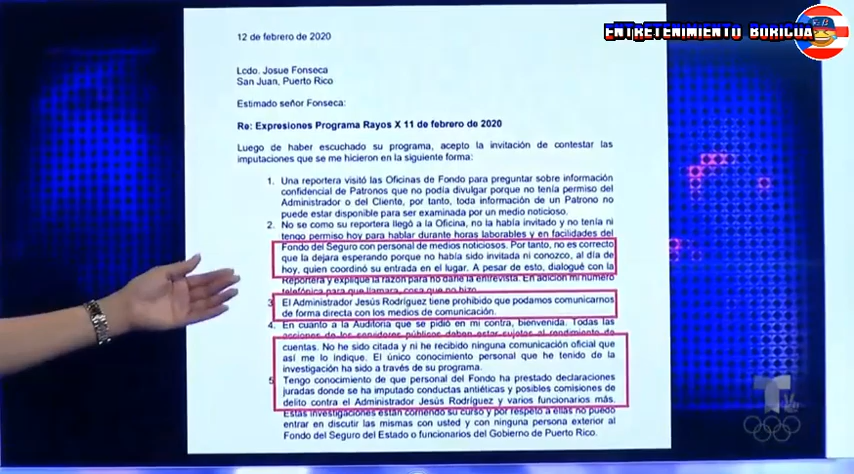 ENTRETENIMIENTO BORICUA
12 de febrero de 2020
Lcdo. Josue Fonseca
San Juan, Puerto Rico
Estimado señor Fonseca:
Re: Expresiones Programa Rayos X 11 de febrero de 2020
Luego de haber escuchado su programa, acepto la invitación de contestar las
imputaciones que se me hicieron en la siguiente forma:
1. Una reportera visitó las Oficinas de Fondo para preguntar sobre información
confidencial de Patronos que no podía divulgar porque no tenía permiso del
Administrador o del Cliente, por tanto, toda información de un Patrono no
puede estar disponible para ser examinada por un medio noticioso.
2. No se como su reportera llegó a la Oficina, no la había invitado y no tenía ni
tengo permiso hoy para hablar durante horas laborables y en facilidades del
Fondo del Seguro con personal de medios noticiosos. Por tanto, no es correcto
que la dejara esperando porque no había sido invitada ni conozco, al día de
hoy, quien coordinó su entrada en el lugar. A pesar de esto, dialogué con la
Reportera y expliqué la razón para no darle la entrevista. En adición mi número
telefónico para que llamara, cosa que no hizo.
3. El Administrador Jesús Rodríguez tiene prohibido que podamos comunicarnos
de forma directa con los medios de comunicación.
4. En cuanto a la Auditoría que se pidió en mi contra, bienvenida. Todas las
acciones de los servidores públicos deben estar sujetas al rendimiento de
cuentas. No he sido citada y ni he recibido ninguna comunicación oficial que
así me lo indique. El único conocimiento personal que he tenido de la
investigación ha sido a través de su programa.
5. Tengo conocimiento de que personal del Fondo ha prestado declaraciones
juradas donde se ha imputado conductas antiéticas y posibles comisiones de
delito contra el Administrador Jesús Rodríguez y varios funcionarios más.
Estas investigaciones están corriendo su curso y por respeto a ellas no puedo
entrar en discutir las mismas con usted y con ninguna persona exterior al
Fondo del Seguro del Estado o funcionarios del Gobierno de Puerto Rico.